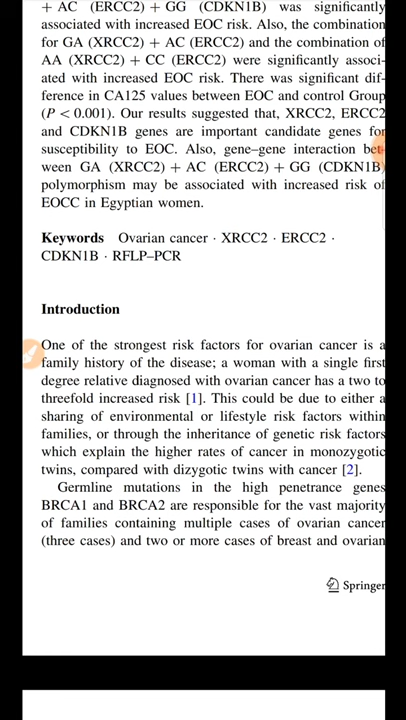 + AC (ERCC2) + GG (CDKN1B) was significantly
associated with increased EOC risk. Also, the combination
for GA (XRCC2) + AC (ERCC2) and the combination of
AA (XRCC2) + CC (ERCC2) were significantly associ-
ated with increased EOC risk. There was significant dif-
ference in CA125 values between EOC and control Group
(P < 0.001). Our results suggested that, XRCC2, ERCC2
and CDKN1B genes are important candidate genes for
susceptibility to EOC. Also, gene–gene interaction bet-
ween GA (XRCC2) + AC (ERCC2) + GG (CDKN1B)
polymorphism may be associated with increased risk of
EOCC in Egyptian women.
Keywords Ovarian cancer · XRCC2 · ERCC2 ·
CDKN1B · RFLP–PCR
Introduction
One of the strongest risk factors for ovarian cancer is a
family history of the disease; a woman with a single first
degree relative diagnosed with ovarian cancer has a two to
threefold increased risk [1]. This could be due to either a
sharing of environmental or lifestyle risk factors within
families, or through the inheritance of genetic risk factors
which explain the higher rates of cancer in monozygotic
twins, compared with dizygotic twins with cancer [2].
Germline mutations in the high penetrance genes
BRCA1 and BRCA2 are responsible for the vast majority
of families containing multiple cases of ovarian cancer
(three cases) and two or more cases of breast and ovarian
Springer